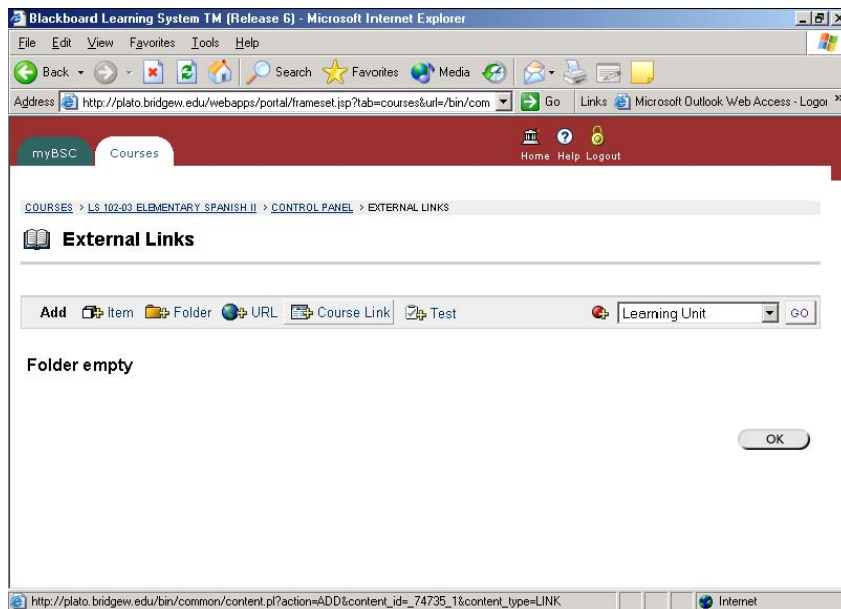 Blackboard Learning System TM (Release 6) - Microsoft Internet Explorer
File Edit View Favorites Tools Help
Back Search Favorites Media
Address http://plato.bridgew.edu/webapps/portal/frameset.jsp?tab=courses&url=/bin/com Go Links Microsoft Outlook Web Access - Logor »
myBSC Courses
Home Help Logout
COURSES > LS 102-03 ELEMENTARY SPANISH II > CONTROL PANEL > EXTERNAL LINKS
External Links
Add Item Folder URL Course Link Test Learning Unit GO
Folder empty
OK
http://plato.bridgew.edu/bin/common/content.pl?action=ADD&content_id=_74735_1&content_type=LINK Internet